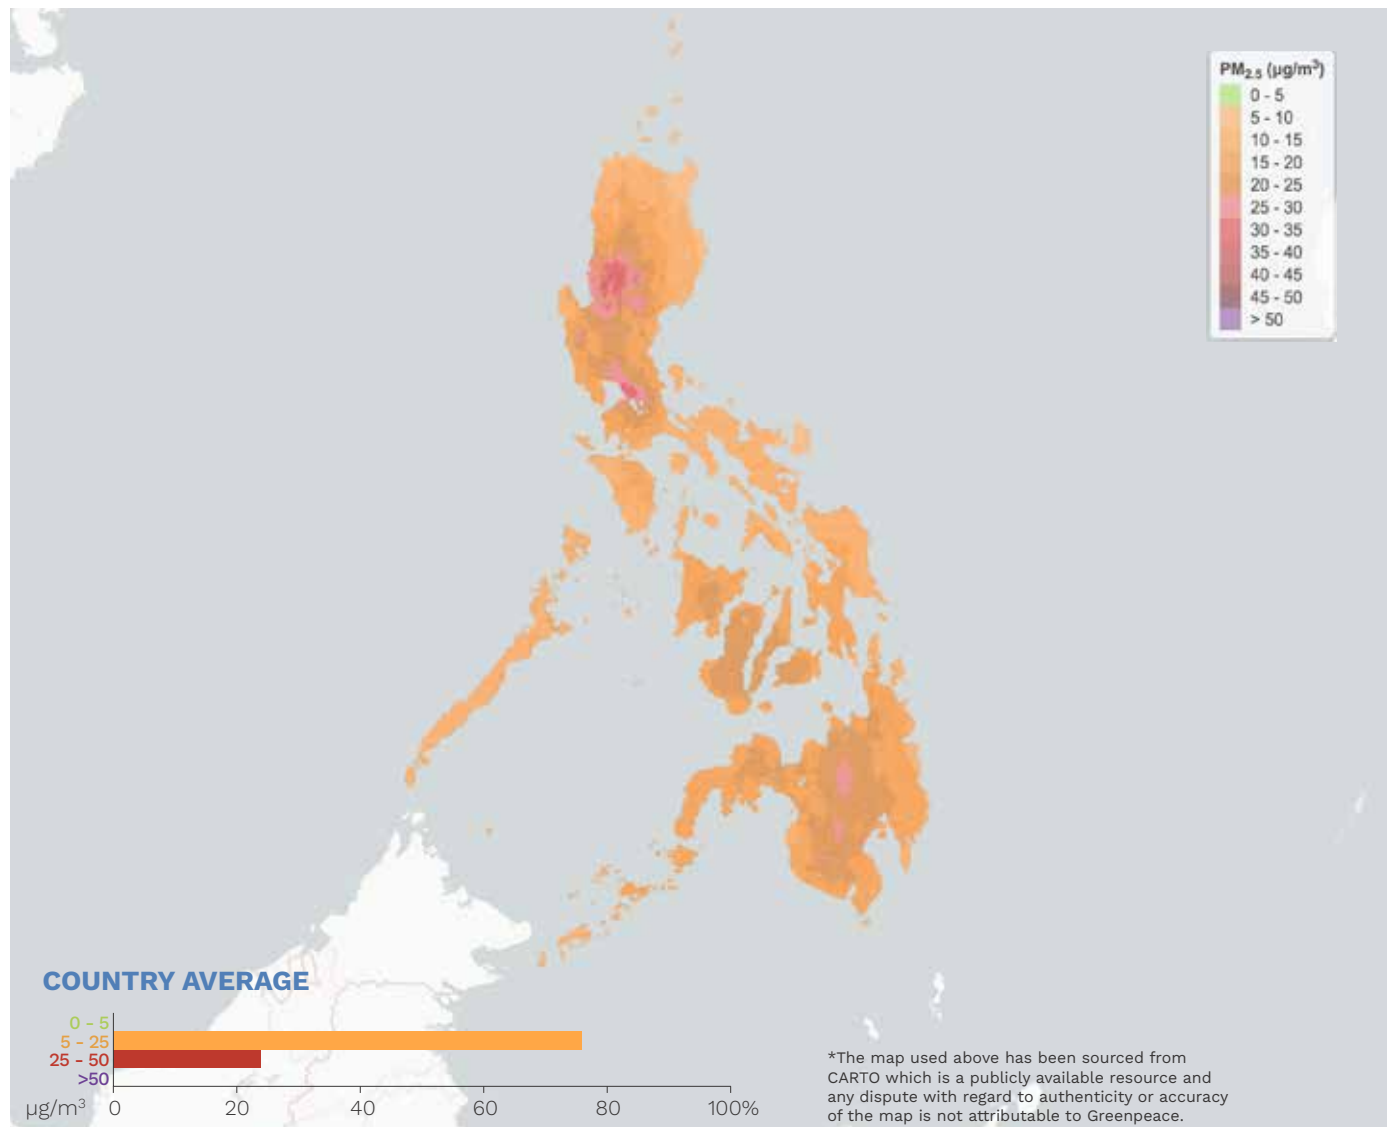 PM2.5 (µg/m³)
0 - 5
5 - 10
10 - 15
15 - 20
20 - 25
25 - 30
30 - 35
35 - 40
40 - 45
45 - 50
> 50
COUNTRY AVERAGE
0 - 5
5 - 25
25 - 50
>50
µg/m³ 0 20 40 60 80 100%
*The map used above has been sourced from
CARTO which is a publicly available resource and
any dispute with regard to authenticity or accuracy
of the map is not attributable to Greenpeace.